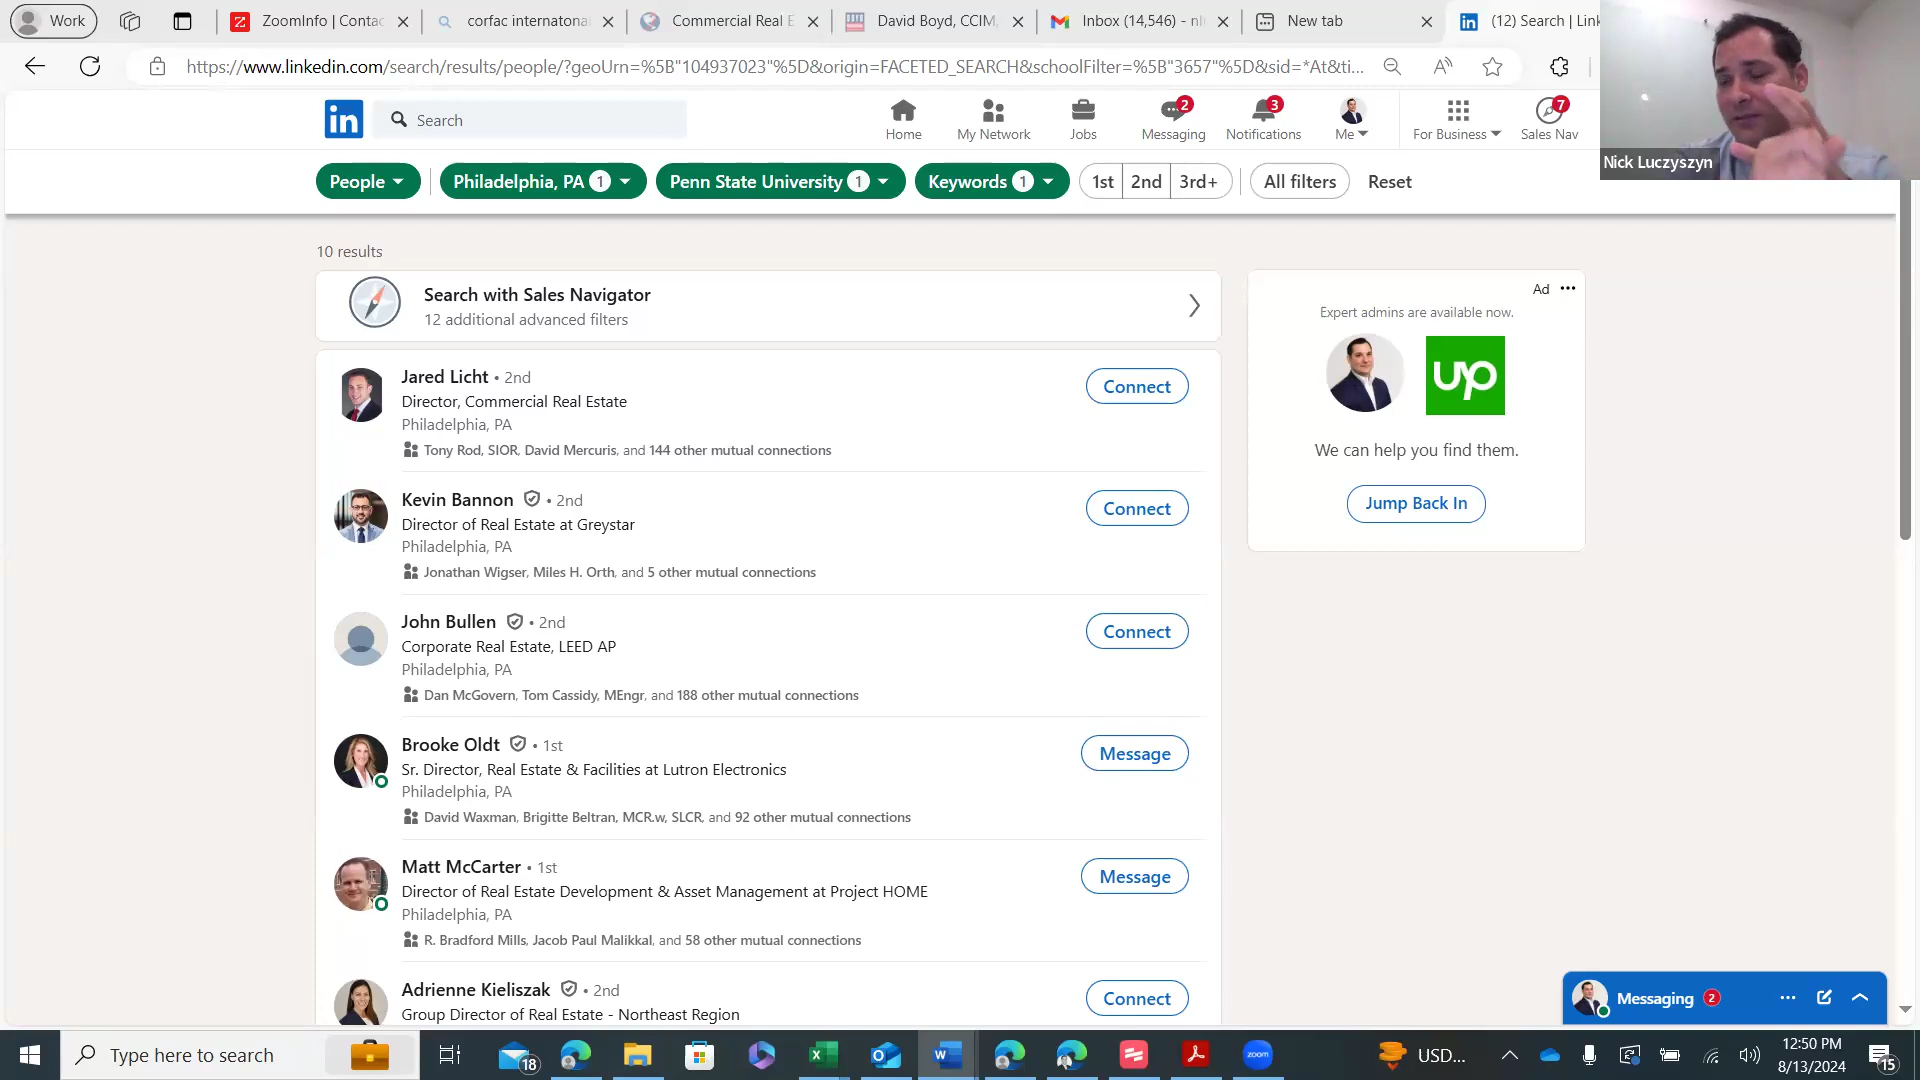 Work
ZoomInfo | Contac
corfac internatona
Commercial Real E
David Boyd, CCIM,
Inbox (14,546) - nl
New tab
(12) Search | Link
https://www.linkedin.com/search/results/people/?geoUrn=%5B"104937023"%5D&origin=FACETED_SEARCH&schoolFilter=%5B"3657"%5D&sid=*At&ti...
in
Search
Home
My Network
Jobs
2
Messaging
3
Notifications
Me
For Business
7
Sales Nav
Nick Luczyszyn
People
Philadelphia, PA 1
Penn State University 1
Keywords 1
1st
2nd
3rd+
All filters
Reset
10 results
Search with Sales Navigator
12 additional advanced filters
Jared Licht • 2nd
Director, Commercial Real Estate
Philadelphia, PA
Tony Rod, SIOR, David Mercuris, and 144 other mutual connections
Connect
Kevin Bannon • 2nd
Director of Real Estate at Greystar
Philadelphia, PA
Jonathan Wigser, Miles H. Orth, and 5 other mutual connections
Connect
John Bullen • 2nd
Corporate Real Estate, LEED AP
Philadelphia, PA
Dan McGovern, Tom Cassidy, MEngr, and 188 other mutual connections
Connect
Brooke Oldt • 1st
Sr. Director, Real Estate & Facilities at Lutron Electronics
Philadelphia, PA
David Waxman, Brigitte Beltran, MCR.w, SLCR, and 92 other mutual connections
Message
Matt McCarter • 1st
Director of Real Estate Development & Asset Management at Project HOME
Philadelphia, PA
R. Bradford Mills, Jacob Paul Malikkal, and 58 other mutual connections
Message
Adrienne Kieliszak • 2nd
Group Director of Real Estate - Northeast Region
Connect
Ad
Expert admins are available now.
up
We can help you find them.
Jump Back In
Messaging 2
Type here to search
18
zoom
USD...
12:50 PM
8/13/2024
15